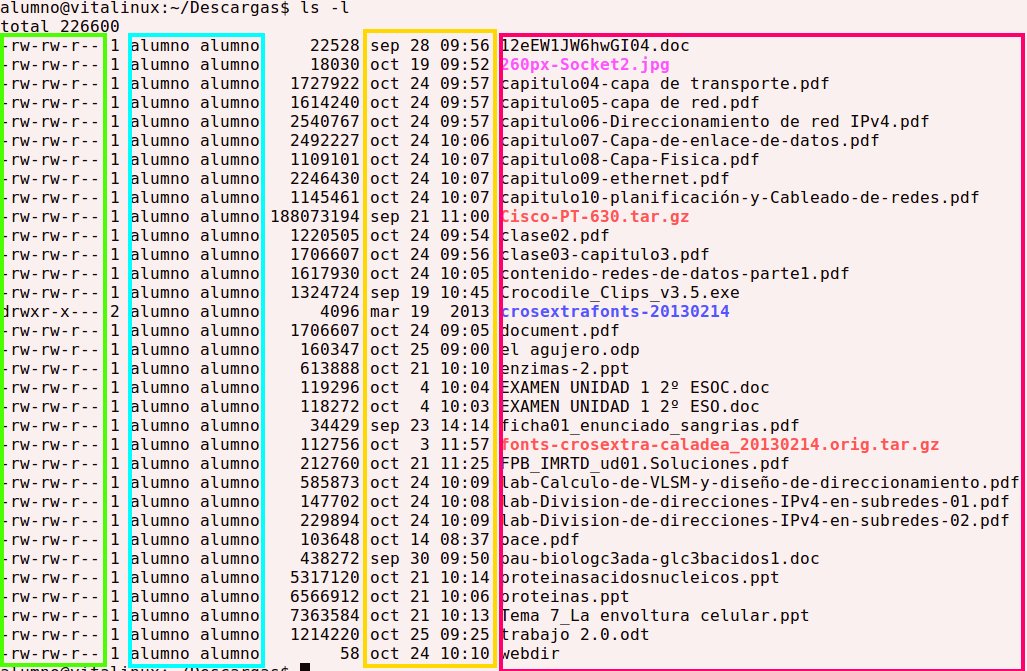 alumno@vitalinux:~/Descargas$ ls -l
total 226600
-rw-rw-r-- 1 alumno alumno     22528 sep 28 09:56 12eEW1JW6hwGI04.doc
-rw-rw-r-- 1 alumno alumno     18030 oct 19 09:52 260px-Socket2.jpg
-rw-rw-r-- 1 alumno alumno   1727922 oct 24 09:57 capitulo04-capa de transporte.pdf
-rw-rw-r-- 1 alumno alumno   1614240 oct 24 09:57 capitulo05-capa de red.pdf
-rw-rw-r-- 1 alumno alumno   2540767 oct 24 09:57 capitulo06-Direccionamiento de red IPv4.pdf
-rw-rw-r-- 1 alumno alumno   2492227 oct 24 10:06 capitulo07-Capa-de-enlace-de-datos.pdf
-rw-rw-r-- 1 alumno alumno   1109101 oct 24 10:07 capitulo08-Capa-Fisica.pdf
-rw-rw-r-- 1 alumno alumno   2246430 oct 24 10:07 capitulo09-ethernet.pdf
-rw-rw-r-- 1 alumno alumno   1145461 oct 24 10:07 capitulo10-planificación-y-Cableado-de-redes.pdf
-rw-rw-r-- 1 alumno alumno 188073194 sep 21 11:00 Cisco-PT-630.tar.gz
-rw-rw-r-- 1 alumno alumno   1220505 oct 24 09:54 clase02.pdf
-rw-rw-r-- 1 alumno alumno   1706607 oct 24 09:56 clase03-capitulo3.pdf
-rw-rw-r-- 1 alumno alumno   1617930 oct 24 10:05 contenido-redes-de-datos-parte1.pdf
-rw-rw-r-- 1 alumno alumno   1324724 sep 19 10:45 Crocodile_Clips_v3.5.exe
drwxr-x--- 2 alumno alumno      4096 mar 19  2013 crosextrafonts-20130214
-rw-rw-r-- 1 alumno alumno   1706607 oct 24 09:05 document.pdf
-rw-rw-r-- 1 alumno alumno    160347 oct 25 09:00 el agujero.odp
-rw-rw-r-- 1 alumno alumno    613888 oct 21 10:10 enzimas-2.ppt
-rw-rw-r-- 1 alumno alumno    119296 oct  4 10:04 EXAMEN UNIDAD 1 2º ESOC.doc
-rw-rw-r-- 1 alumno alumno    118272 oct  4 10:03 EXAMEN UNIDAD 1 2º ESO.doc
-rw-rw-r-- 1 alumno alumno     34429 sep 23 14:14 ficha01_enunciado_sangrias.pdf
-rw-rw-r-- 1 alumno alumno    112756 oct  3 11:57 fonts-crosextra-caladea_20130214.orig.tar.gz
-rw-rw-r-- 1 alumno alumno    212760 oct 21 11:25 FPB_IMRTD_ud01.Soluciones.pdf
-rw-rw-r-- 1 alumno alumno    585873 oct 24 10:09 lab-Calculo-de-VLSM-y-diseño-de-direccionamiento.pdf
-rw-rw-r-- 1 alumno alumno    147702 oct 24 10:08 lab-Division-de-direcciones-IPv4-en-subredes-01.pdf
-rw-rw-r-- 1 alumno alumno    229894 oct 24 10:09 lab-Division-de-direcciones-IPv4-en-subredes-02.pdf
-rw-rw-r-- 1 alumno alumno    103648 oct 14 08:37 pace.pdf
-rw-rw-r-- 1 alumno alumno    438272 sep 30 09:50 pau-biologc3ada-glc3bacidos1.doc
-rw-rw-r-- 1 alumno alumno   5317120 oct 21 10:14 proteinasacidosnucleicos.ppt
-rw-rw-r-- 1 alumno alumno   6566912 oct 21 10:06 proteinas.ppt
-rw-rw-r-- 1 alumno alumno   7363584 oct 21 10:13 Tema 7_La envoltura celular.ppt
-rw-rw-r-- 1 alumno alumno   1214220 oct 25 09:25 trabajo 2.0.odt
-rw-rw-r-- 1 alumno alumno        58 oct 24 10:10 webdir
alumno@vitalinux:~/Descargas$